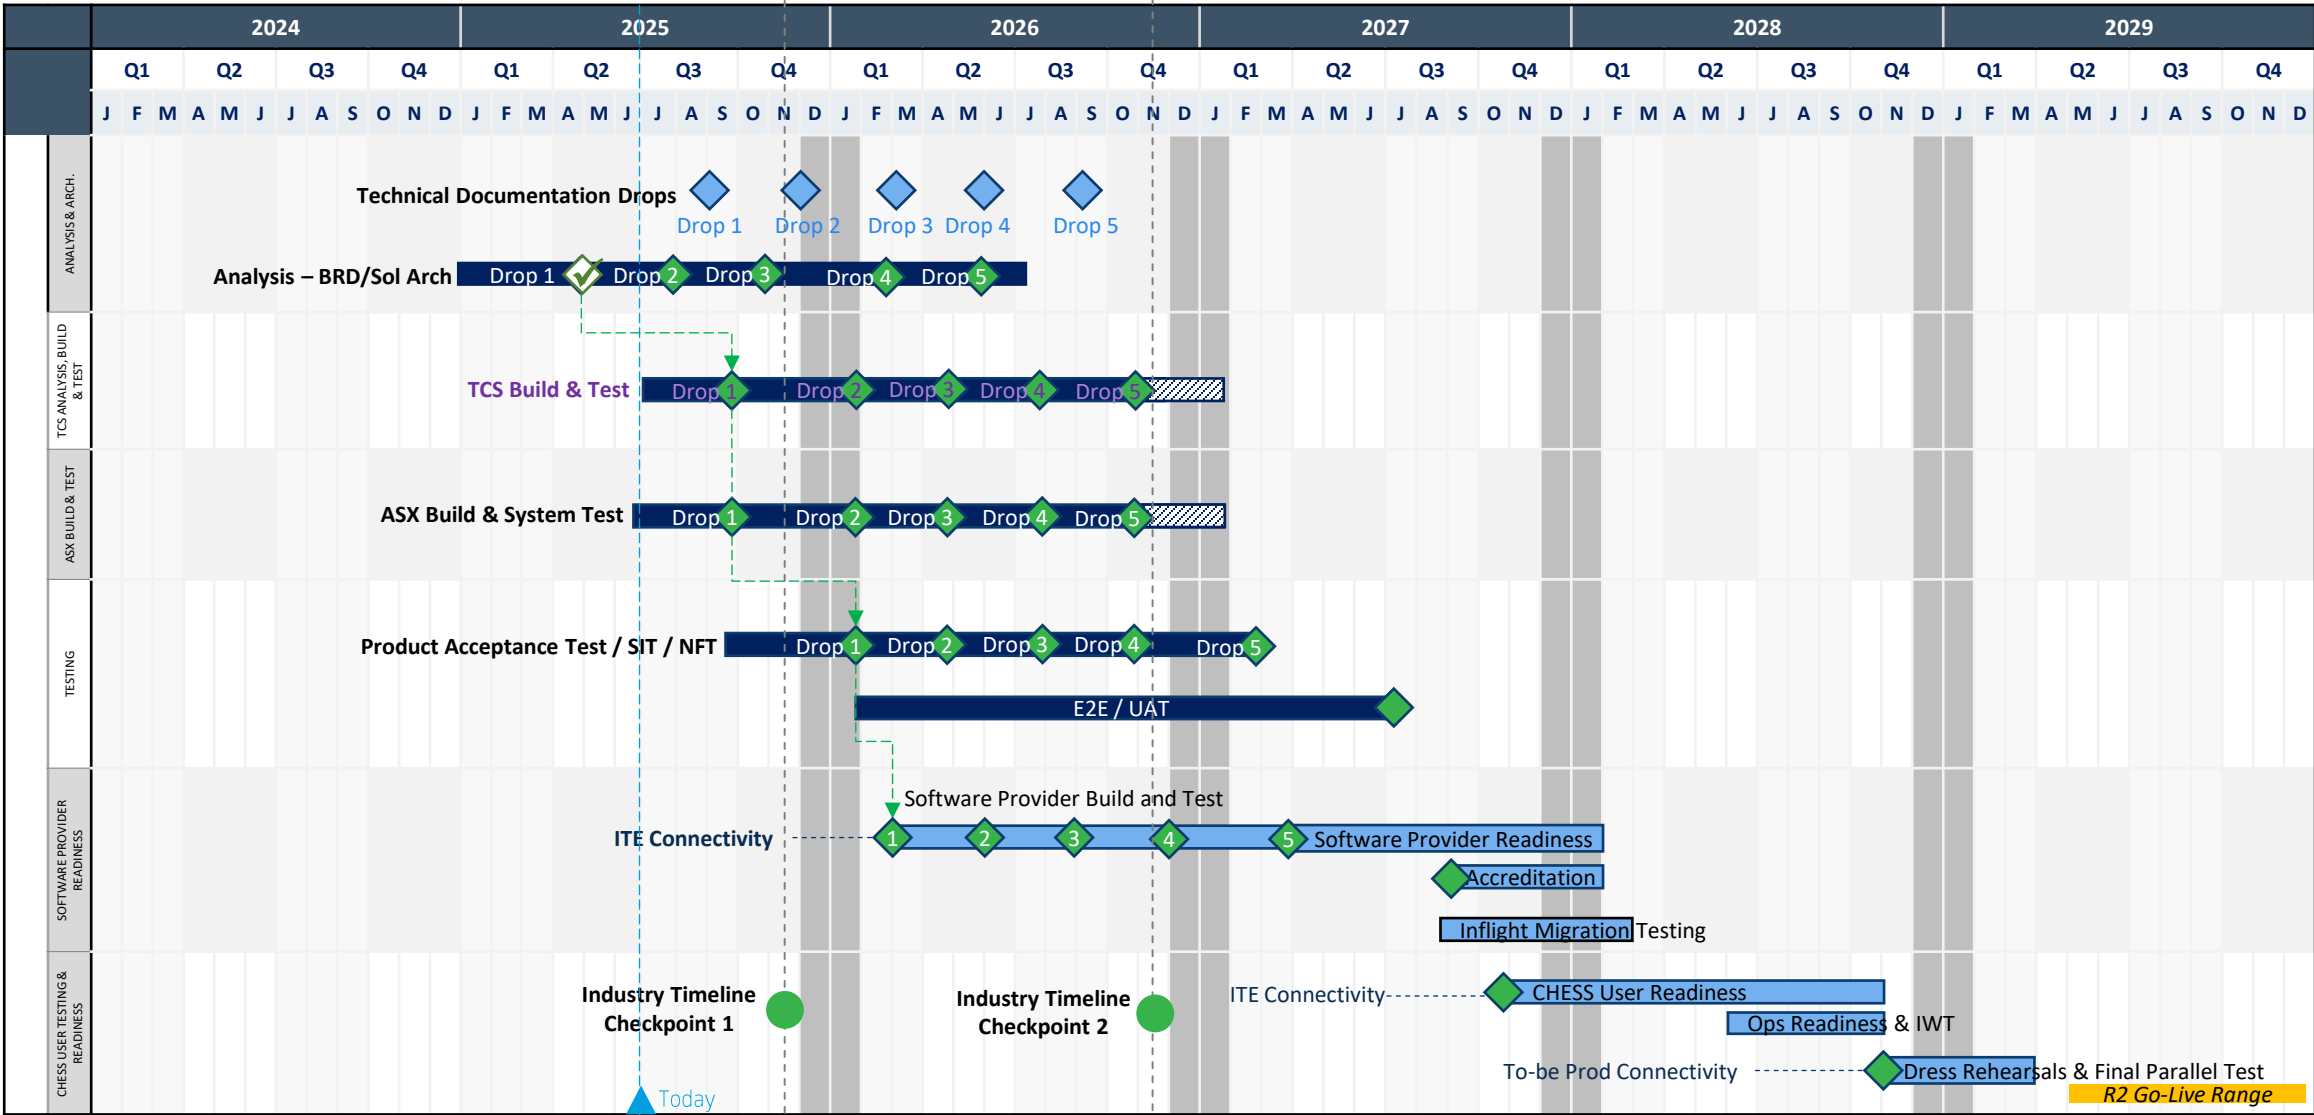 2024 2025 2026 2027 2028 2029
Q1 Q2 Q3 Q4 Q1 Q2 Q3 Q4 Q1 Q2 Q3 Q4 Q1 Q2 Q3 Q4 Q1 Q2 Q3 Q4 Q1 Q2 Q3 Q4
J F M A M J J A S O N D J F M A M J J A S O N D J F M A M J J A S O N D J F M A M J J A S O N D J F M A M J J A S O N D J F M A M J J A S O N D
ANALYSIS & ARCH.
Technical Documentation Drops
Drop 1 Drop 2 Drop 3 Drop 4 Drop 5
Analysis – BRD/Sol Arch Drop 1 Drop 2 Drop 3 Drop 4 Drop 5
TCS ANALYSIS, BUILD
& TEST
TCS Build & Test Drop 1 Drop 2 Drop 3 Drop 4 Drop 5
ASX BUILD & TEST
ASX Build & System Test Drop 1 Drop 2 Drop 3 Drop 4 Drop 5
TESTING
Product Acceptance Test / SIT / NFT Drop 1 Drop 2 Drop 3 Drop 4 Drop 5
E2E / UAT
SOFTWARE PROVIDER
READINESS
Software Provider Build and Test
ITE Connectivity 1 2 3 4 5 Software Provider Readiness
Accreditation
Inflight Migration Testing
CHESS USER TESTING &
READINESS
Industry Timeline
Checkpoint 1
Industry Timeline
Checkpoint 2
ITE Connectivity CHESS User Readiness
Ops Readiness & IWT
To-be Prod Connectivity Dress Rehearsals & Final Parallel Test
R2 Go-Live Range
Today